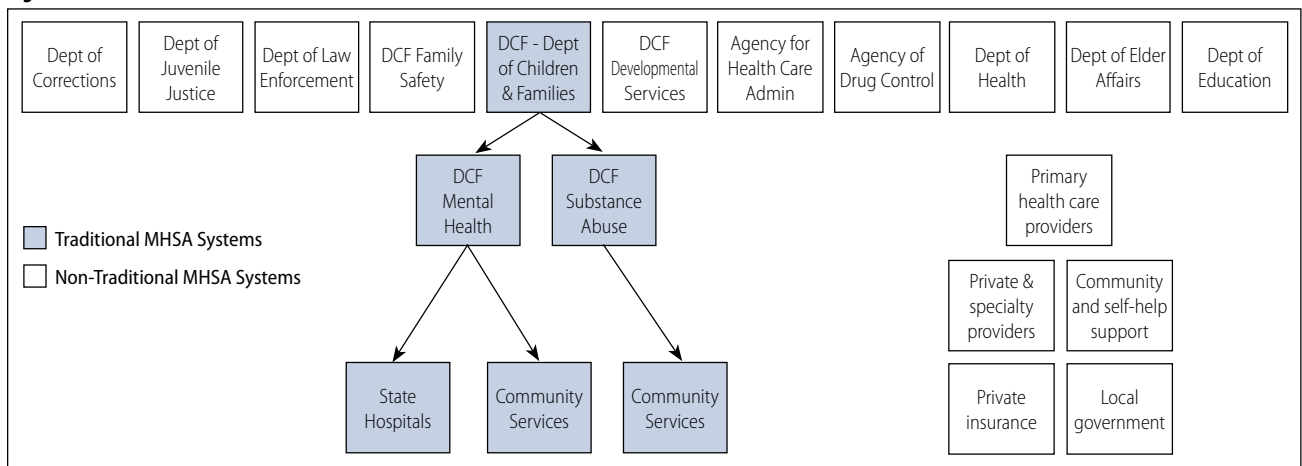 Dept of
Corrections
Dept of
Juvenile
Justice
Dept of Law
Enforcement
DCF Family
Safety
DCF - Dept
of Children
& Families
DCF
Developmental
Services
Agency for
Health Care
Admin
Agency of
Drug Control
Dept of
Health
Dept of Elder
Affairs
Dept of
Education
DCF
Mental
Health
DCF
Substance
Abuse
Primary
health care
providers
Traditional MHSA Systems
Non-Traditional MHSA Systems
Private &
specialty
providers
Community
and self-help
support
State
Hospitals
Community
Services
Community
Services
Private
insurance
Local
government